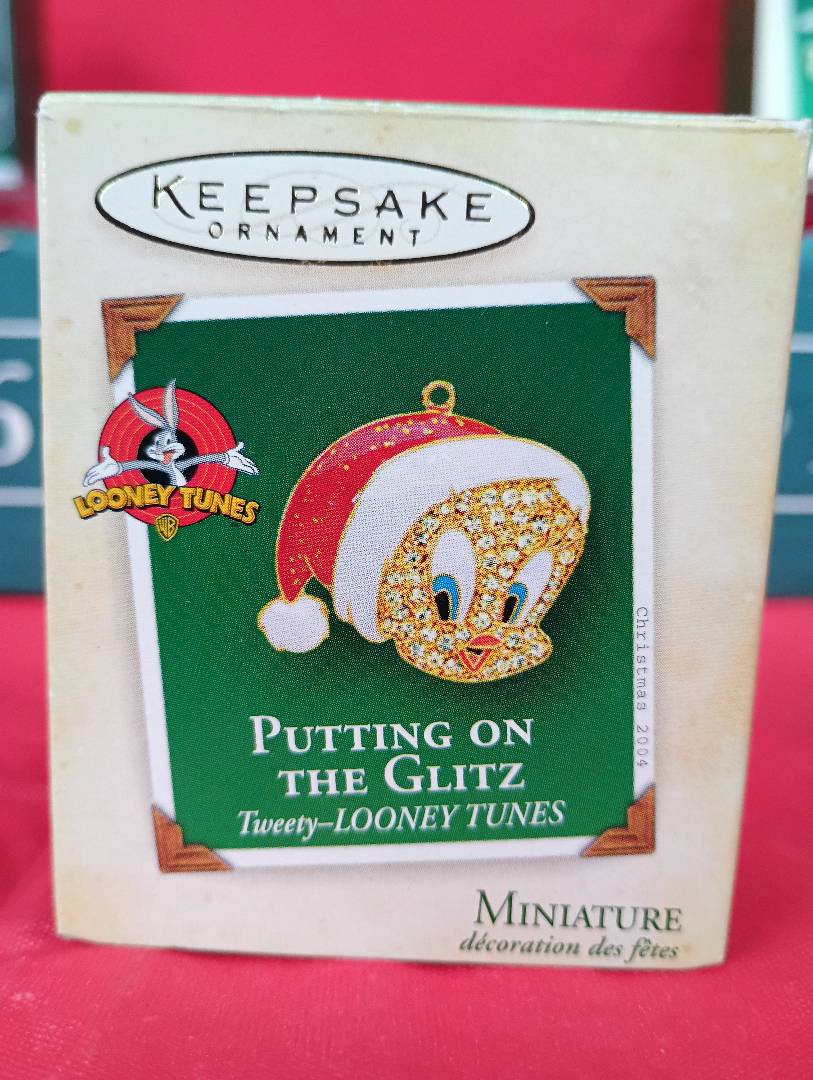 KEEPSAKE
ORNAMENT
LOONEY TUNES
WB
Christmas 2004
PUTTING ON
THE GLITZ
Tweety–LOONEY TUNES
MINIATURE
décoration des fêtes